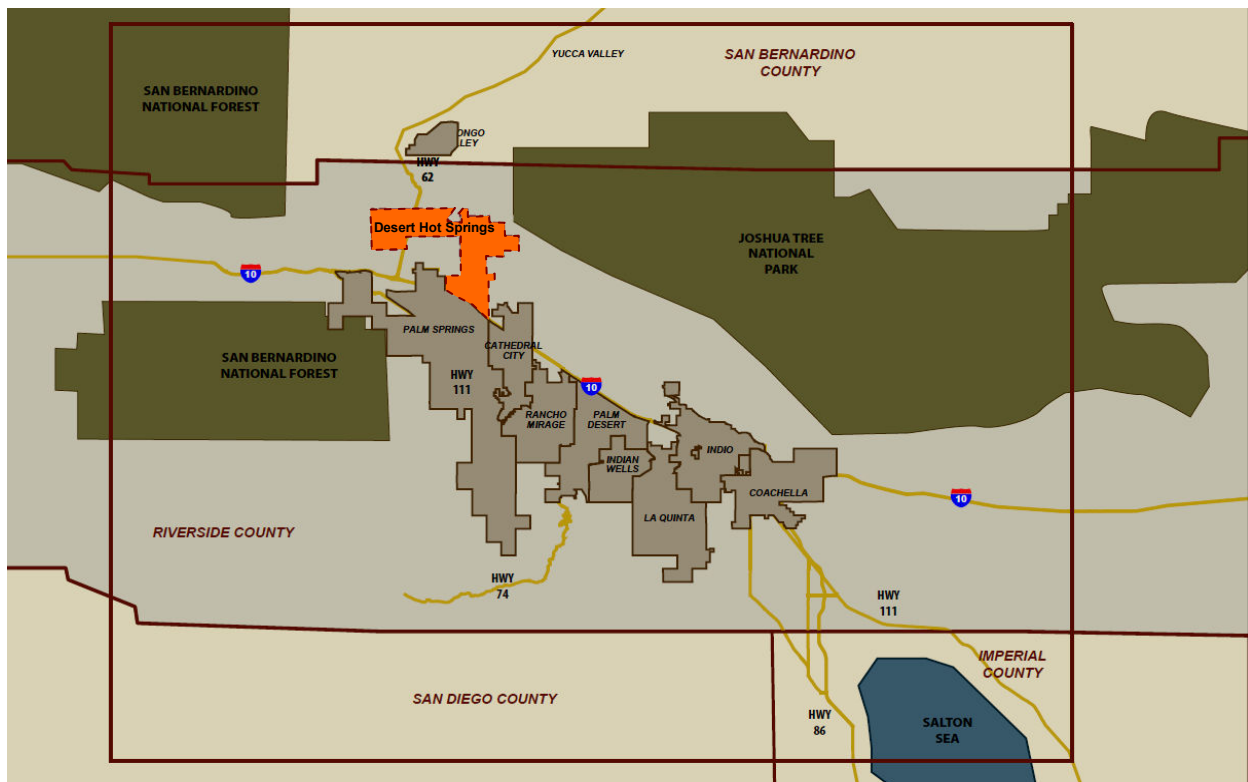 YUCCA VALLEY
SAN BERNARDINO
COUNTY
SAN BERNARDINO
NATIONAL FOREST
ONGO
LEY
HWY
62
Desert Hot Springs
JOSHUA TREE
NATIONAL
PARK
10
PALM SPRINGS
CATHEDRAL
CITY
SAN BERNARDINO
NATIONAL FOREST
HWY
111
10
RANCHO
MIRAGE
PALM
DESERT
INDIAN
WELLS
INDIO
COACHELLA
10
LA QUINTA
RIVERSIDE COUNTY
HWY
74
HWY
111
IMPERIAL
COUNTY
SAN DIEGO COUNTY
HWY
86
SALTON
SEA